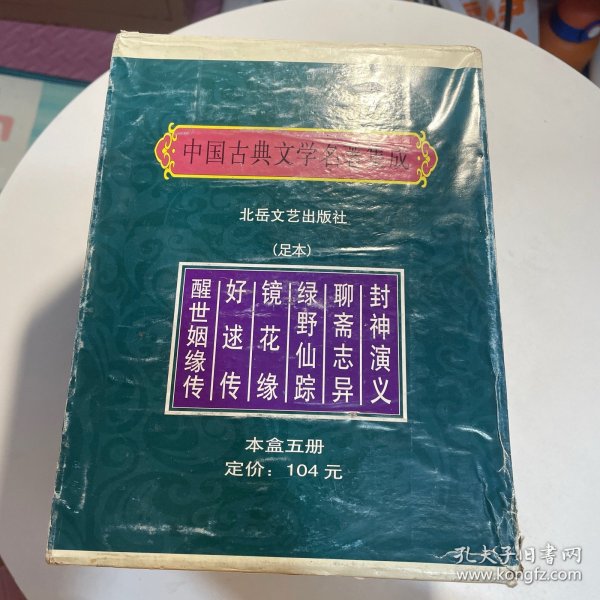 中国古典文学名著集成
北岳文艺出版社
(足本)
封神演义
聊斋志异
绿野仙踪
镜花缘
好逑传
醒世姻缘传
本盒五册
定价：104元
孔夫子旧书网
www.kongfz.com